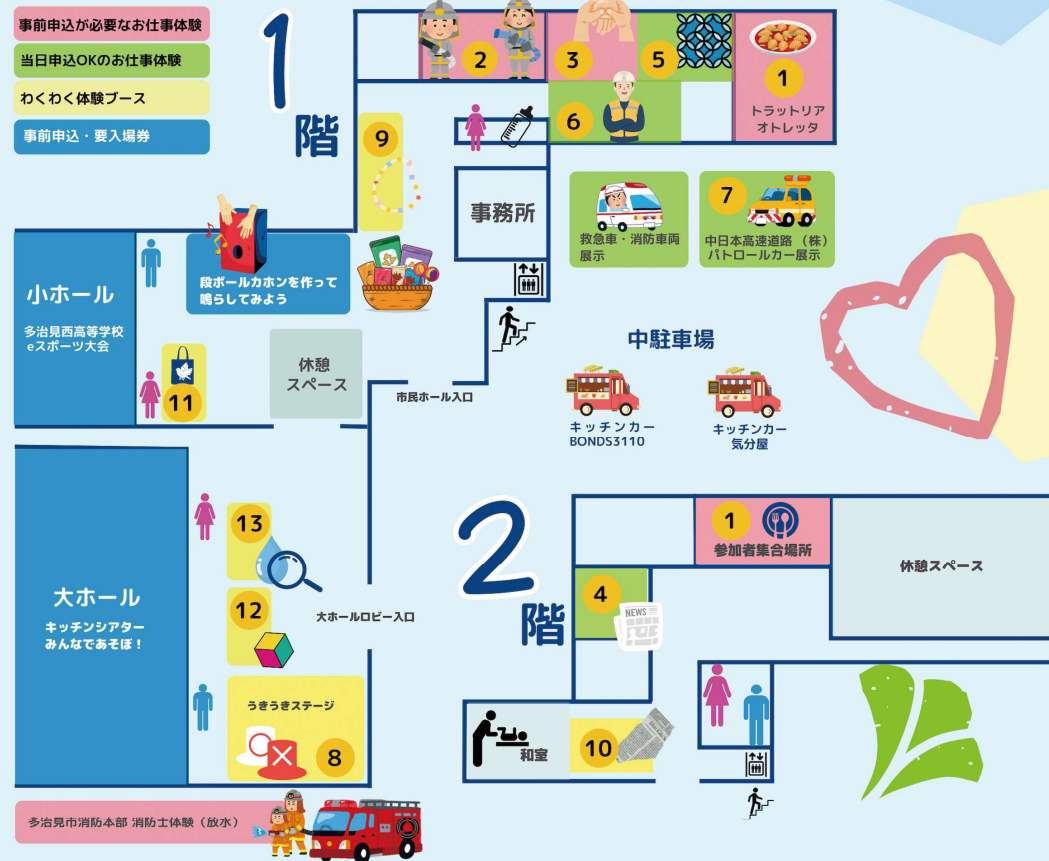 事前申込が必要なお仕事体験
当日申込OKのお仕事体験
わくわく体験ブース
事前申込・要入場券
1
階
2
3
5
1
トラットリア
オトレッタ
6
9
事務所
救急車・消防車両
展示
7
中日本高速道路 （株）
パトロールカー展示
小ホール
多治見西高等学校
eスポーツ大会
段ボールカホンを作って
鳴らしてみよう
11
休憩
スペース
市民ホール入口
中駐車場
キッチンカー
BONDS3110
キッチンカー
気分屋
大ホール
キッチンシアター
みんなであそぼ！
13
12
大ホールロビー入口
うきうきステージ
8
多治見市消防本部 消防士体験（放水）
2
階
1
参加者集合場所
休憩スペース
4
NEWS
和室
10